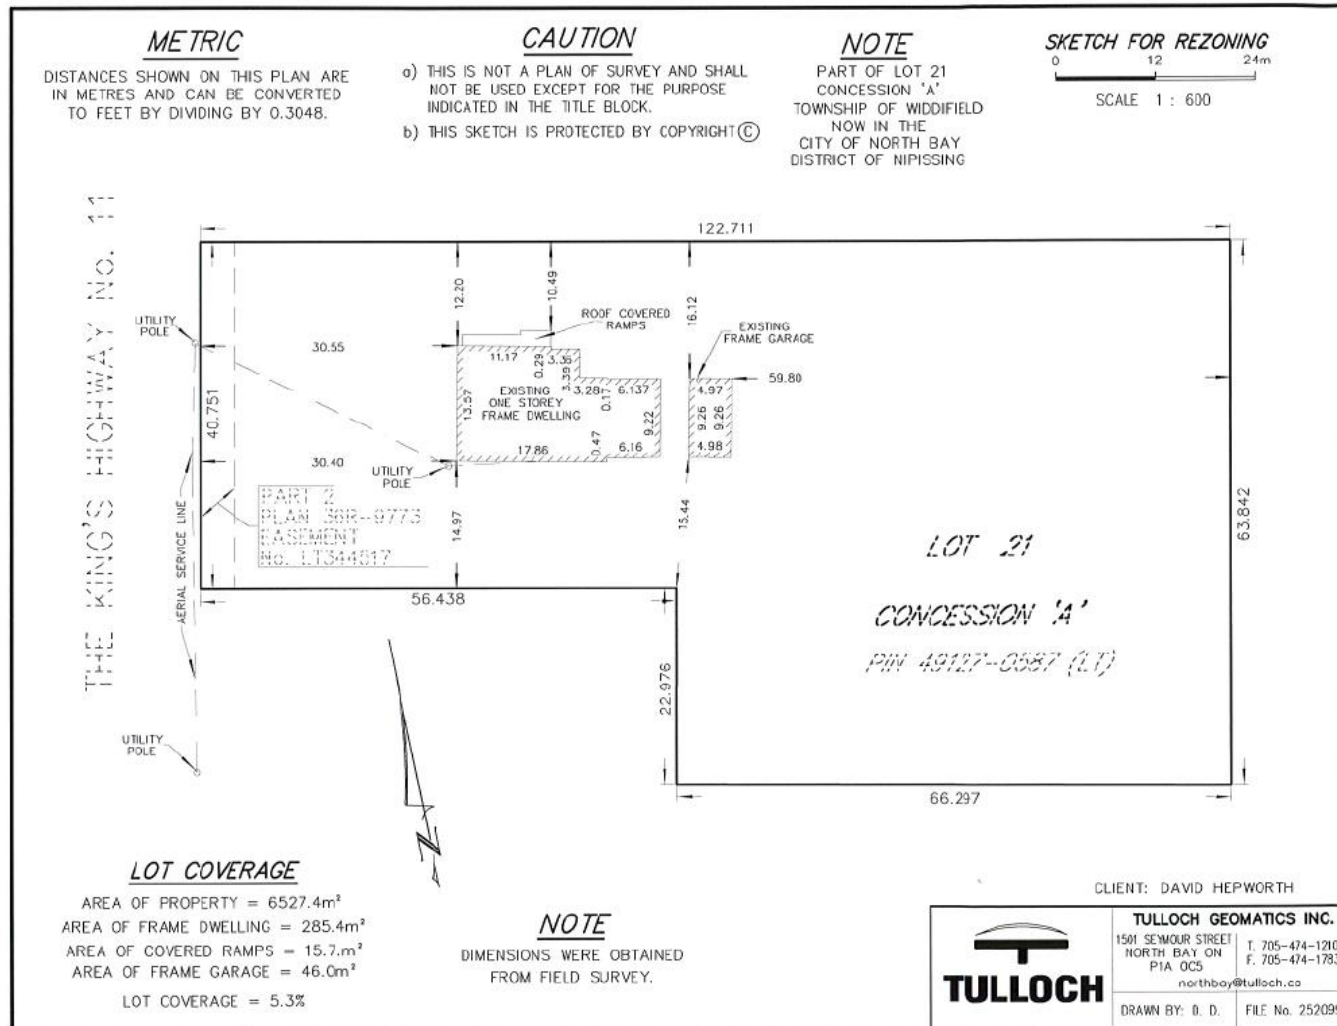 METRIC
DISTANCES SHOWN ON THIS PLAN ARE
IN METRES AND CAN BE CONVERTED
TO FEET BY DIVIDING BY 0.3048.
CAUTION
a) THIS IS NOT A PLAN OF SURVEY AND SHALL
NOT BE USED EXCEPT FOR THE PURPOSE
INDICATED IN THE TITLE BLOCK.
b) THIS SKETCH IS PROTECTED BY COPYRIGHT ©
NOTE
PART OF LOT 21
CONCESSION 'A'
TOWNSHIP OF WIDDIFIELD
NOW IN THE
CITY OF NORTH BAY
DISTRICT OF NIPISSING
SKETCH FOR REZONING
0 12 24m
SCALE 1 : 600
THE KING'S HIGHWAY No. 11
122.711
UTILITY
POLE
30.55
12.20
10.49
ROOF COVERED
RAMPS
16.12
EXISTING
FRAME GARAGE
59.80
40.751
11.17
0.29
3.36
3.39
3.28
0.17
6.137
4.97
EXISTING
ONE STOREY
FRAME DWELLING
13.57
9.22
9.26
9.26
17.86
0.47
6.16
4.98
30.40
UTILITY
POLE
PART 2
PLAN 36R-9773
EASEMENT
No. LT344017
14.97
15.44
AERIAL SERVICE LINE
56.438
22.976
63.842
LOT 21
CONCESSION 'A'
PIN 49127-0587 (LT)
66.297
UTILITY
POLE
N
LOT COVERAGE
AREA OF PROPERTY = 6527.4m²
AREA OF FRAME DWELLING = 285.4m²
AREA OF COVERED RAMPS = 15.7.m²
AREA OF FRAME GARAGE = 46.0m²
LOT COVERAGE = 5.3%
NOTE
DIMENSIONS WERE OBTAINED
FROM FIELD SURVEY.
CLIENT: DAVID HEPWORTH
TULLOCH
TULLOCH GEOMATICS INC.
1501 SEYMOUR STREET
NORTH BAY ON
P1A 0C5
T. 705-474-1210
F. 705-474-1783
northbay@tulloch.ca
DRAWN BY: D. D.
FILE No. 252099